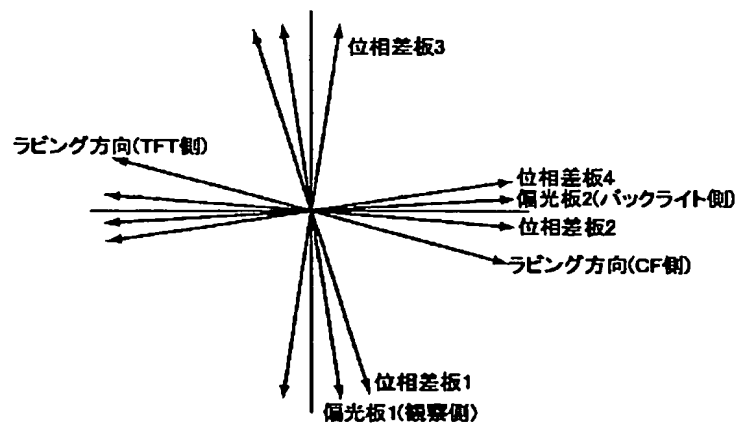 位相差板3
ラビング方向(TFT側)
位相差板4
偏光板2(バックライト側)
位相差板2
ラビング方向(CF側)
位相差板1
偏光板1(観察側)